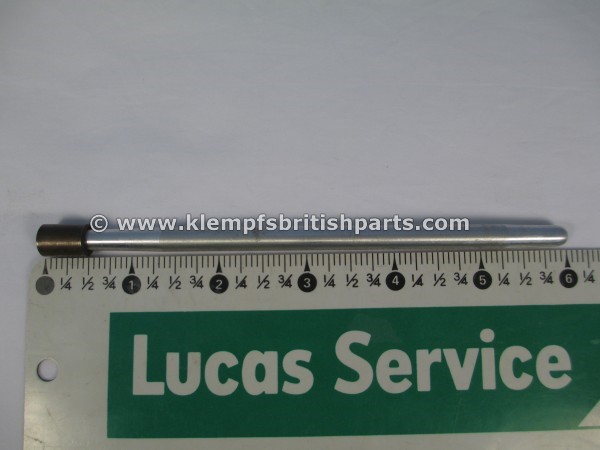 © www.klempfsbritishparts.com
¼ ½ ¾ 1 ¼ ½ ¾ 2 ¼ ½ ¾ 3 ¼ ½ ¾ 4 ¼ ½ ¾ 5 ¼ ½ ¾ 6 ¼
Lucas Service